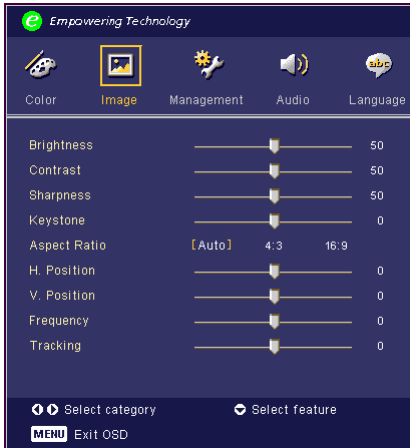 e Empowering Technology
abc
Color Image Management Audio Language
Brightness 50
Contrast 50
Sharpness 50
Keystone 0
Aspect Ratio [Auto] 4:3 16:9
H. Position 0
V. Position 0
Frequency 0
Tracking 0
Select category Select feature
MENU Exit OSD